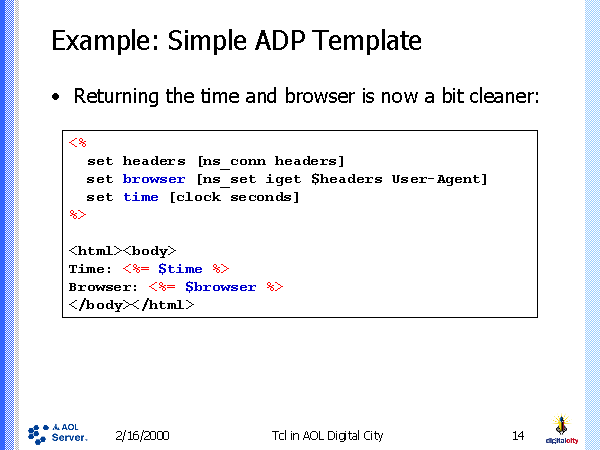 Example: Simple ADP Template
• Returning the time and browser is now a bit cleaner:
<%
  set headers [ns_conn headers]
  set browser [ns_set iget $headers User-Agent]
  set time [clock seconds]
%>
<html><body>
Time: <%= $time %>
Browser: <%= $browser %>
</body></html>
AOL
Server.
2/16/2000
Tcl in AOL Digital City
14
digitalcity